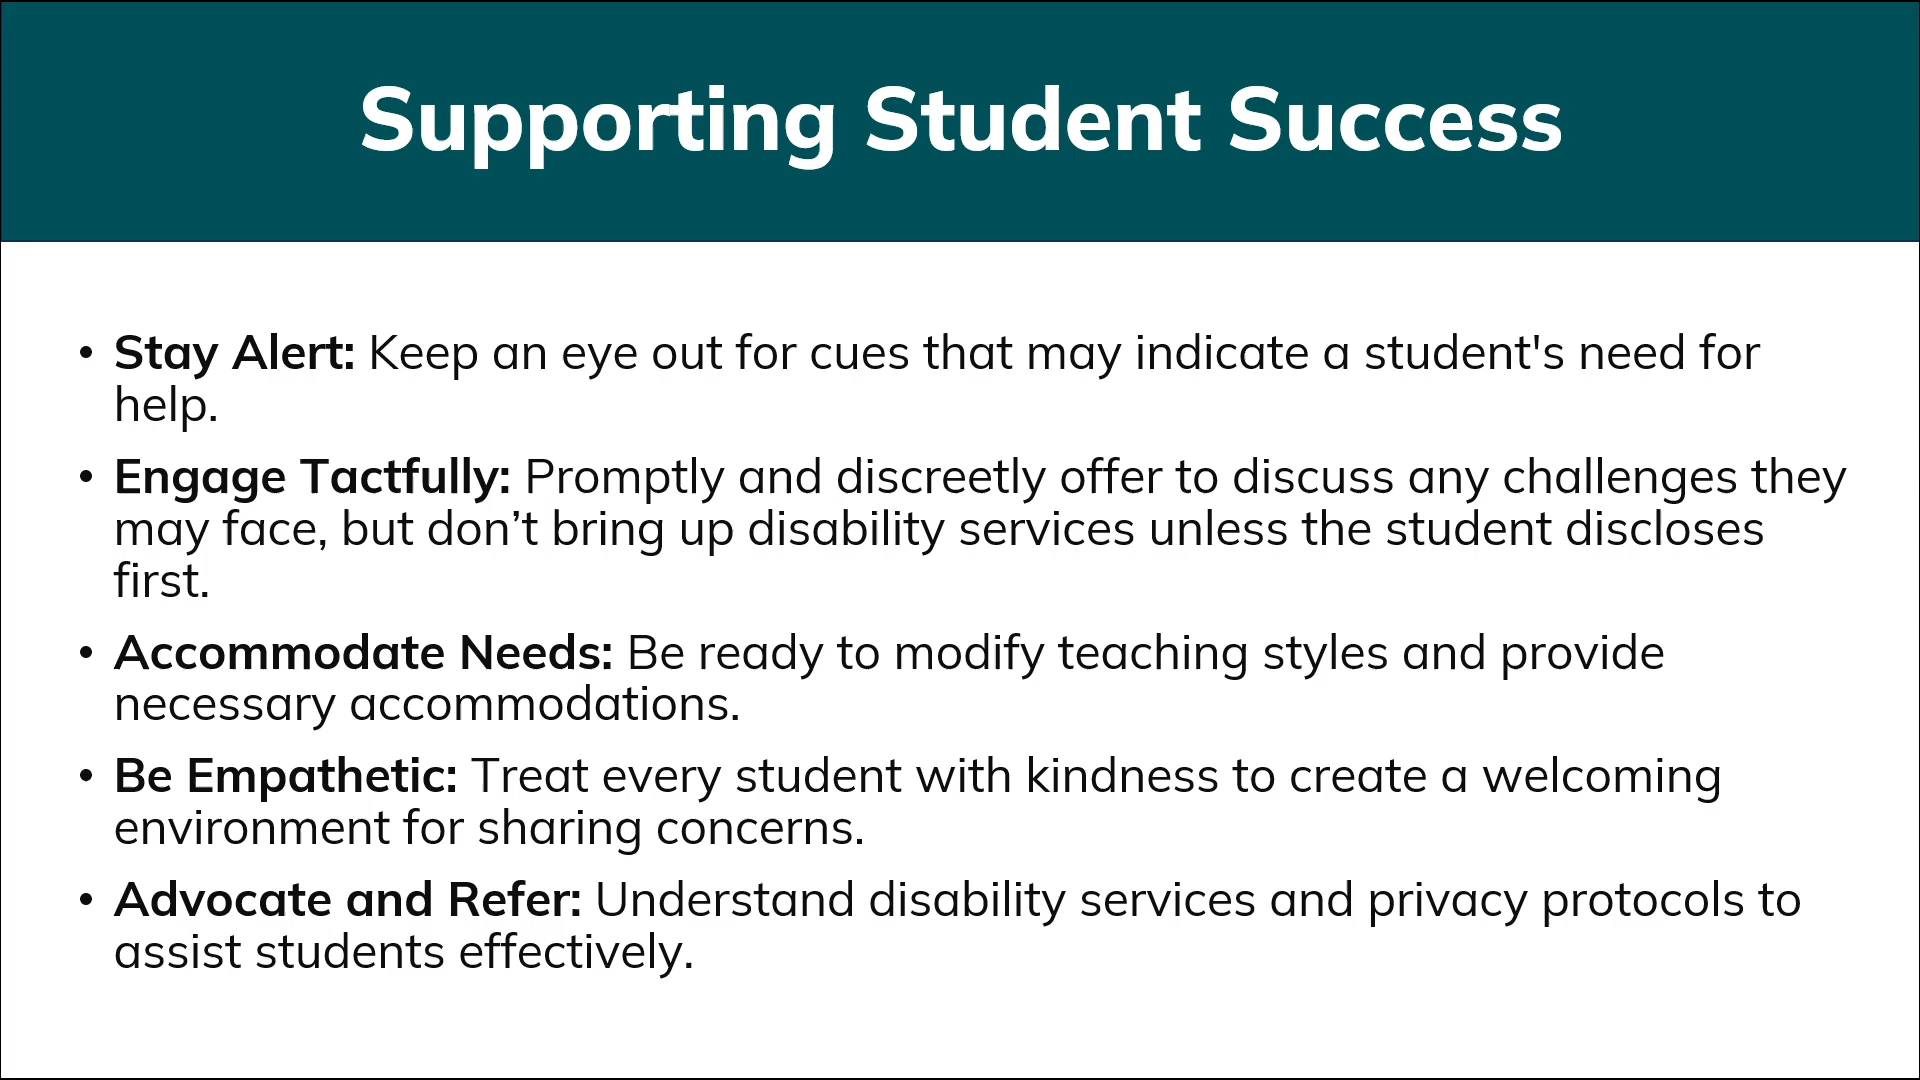 Supporting Student Success
• Stay Alert: Keep an eye out for cues that may indicate a student's need for
help.
• Engage Tactfully: Promptly and discreetly offer to discuss any challenges they
may face, but don’t bring up disability services unless the student discloses
first.
• Accommodate Needs: Be ready to modify teaching styles and provide
necessary accommodations.
• Be Empathetic: Treat every student with kindness to create a welcoming
environment for sharing concerns.
• Advocate and Refer: Understand disability services and privacy protocols to
assist students effectively.